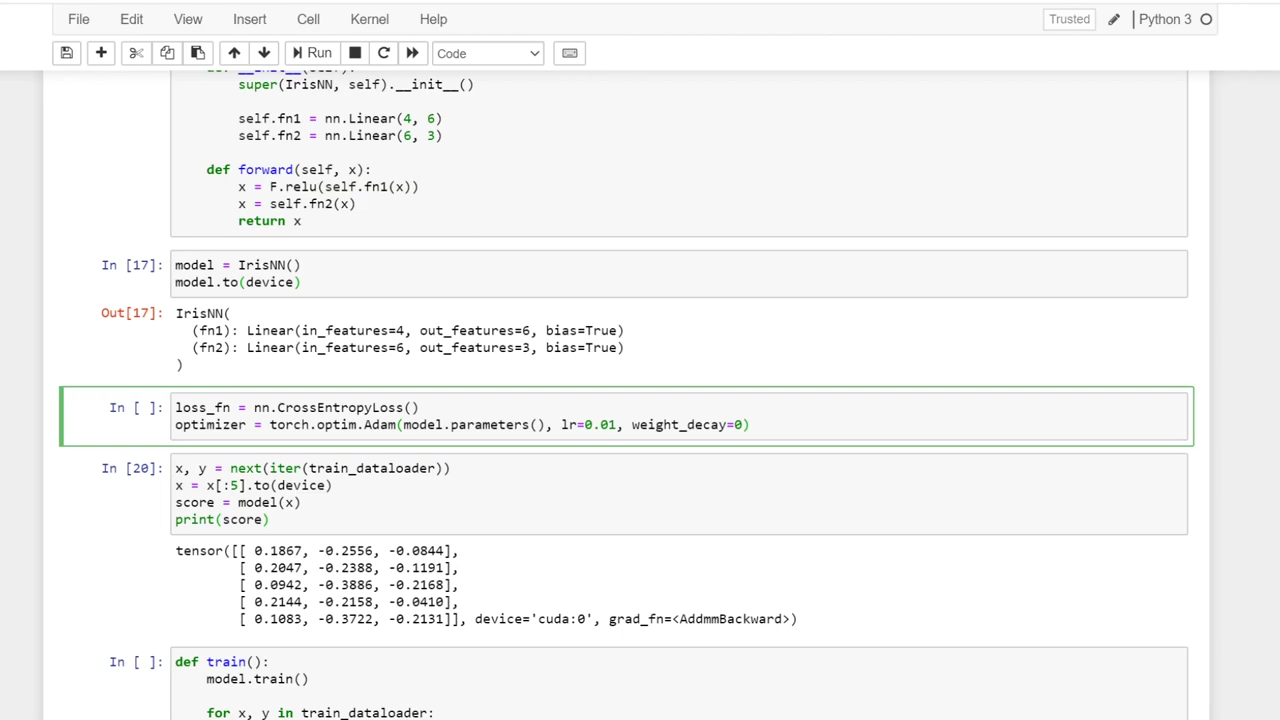 File Edit View Insert Cell Kernel Help Trusted Python 3
Run Code
def __init__(self):
super(IrisNN, self).__init__()
self.fn1 = nn.Linear(4, 6)
self.fn2 = nn.Linear(6, 3)
def forward(self, x):
x = F.relu(self.fn1(x))
x = self.fn2(x)
return x
In [17]: model = IrisNN()
model.to(device)
Out[17]: IrisNN(
(fn1): Linear(in_features=4, out_features=6, bias=True)
(fn2): Linear(in_features=6, out_features=3, bias=True)
)
In [ ]: loss_fn = nn.CrossEntropyLoss()
optimizer = torch.optim.Adam(model.parameters(), lr=0.01, weight_decay=0)
In [20]: x, y = next(iter(train_dataloader))
x = x[:5].to(device)
score = model(x)
print(score)
tensor([[ 0.1867, -0.2556, -0.0844],
[ 0.2047, -0.2388, -0.1191],
[ 0.0942, -0.3886, -0.2168],
[ 0.2144, -0.2158, -0.0410],
[ 0.1083, -0.3722, -0.2131]], device='cuda:0', grad_fn=<AddmmBackward>)
In [ ]: def train():
model.train()
for x, y in train_dataloader: